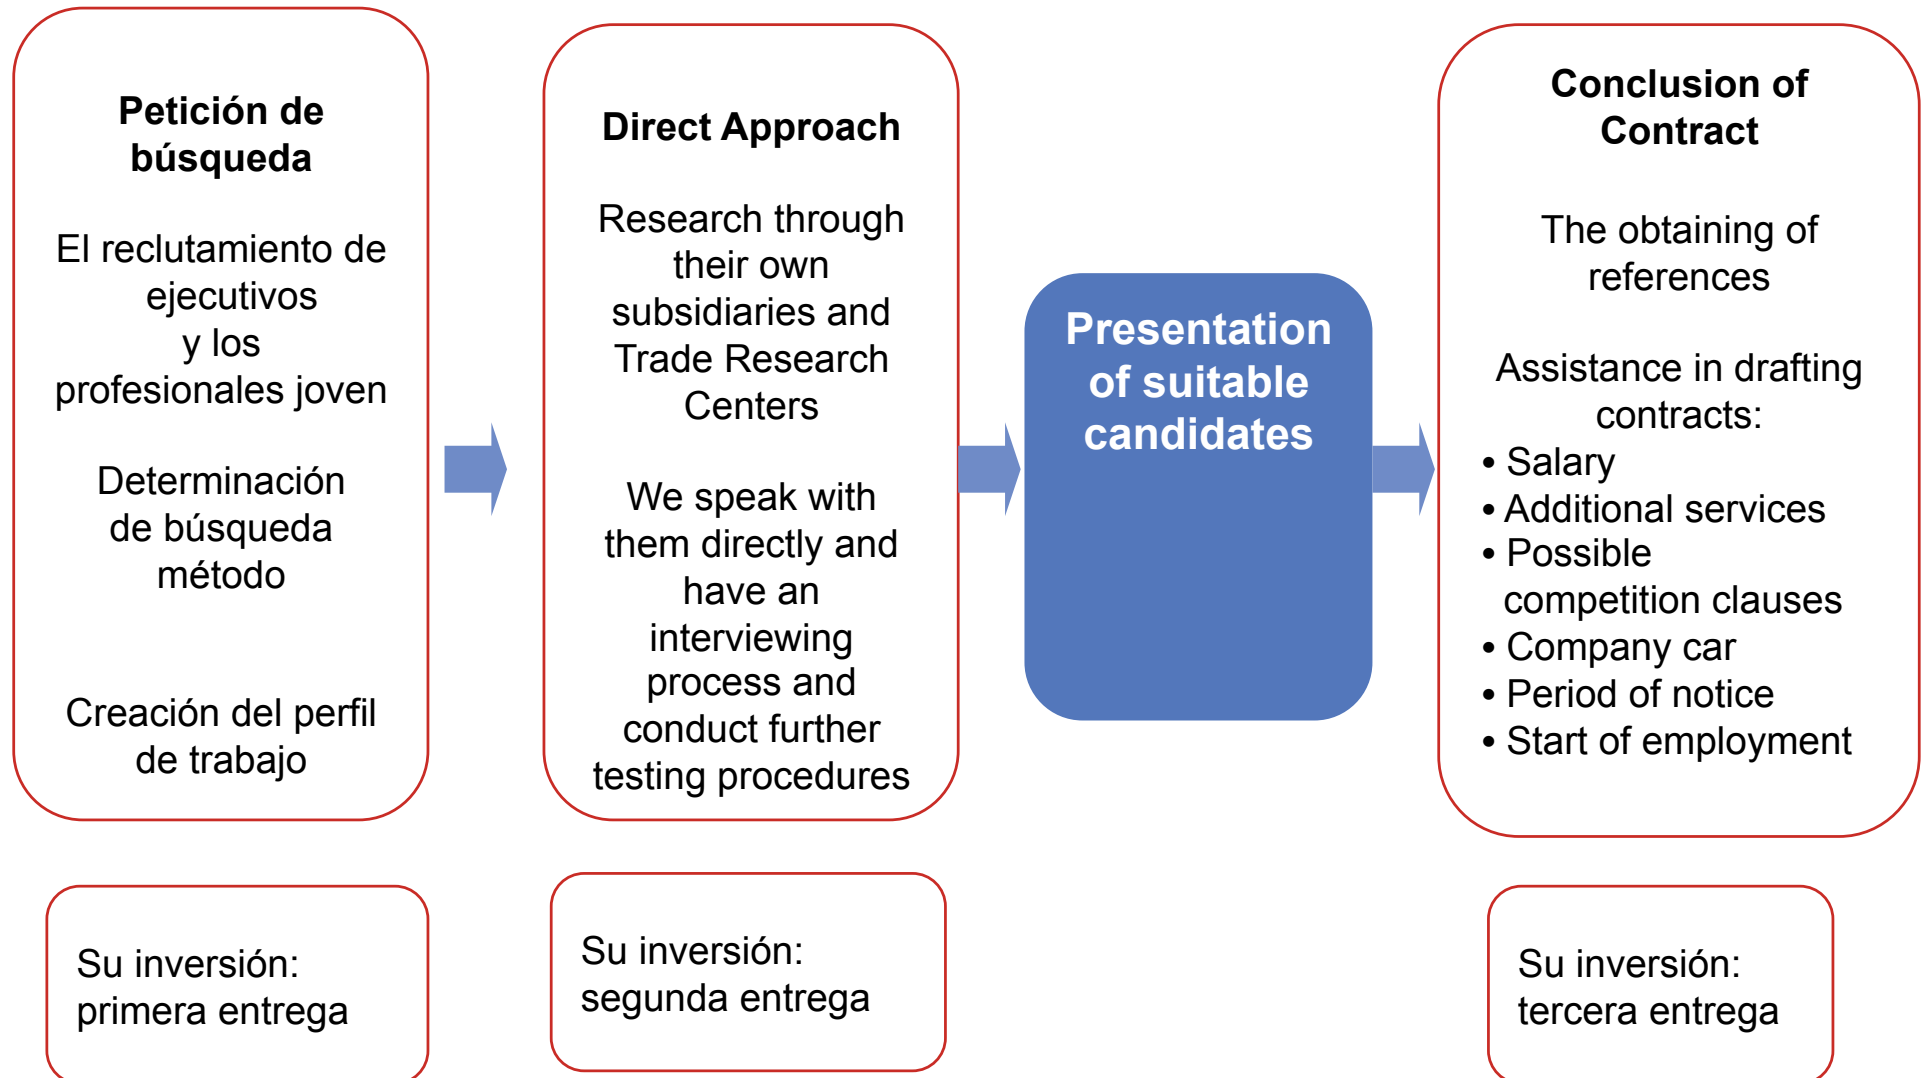 Petición de
búsqueda
El reclutamiento de
ejecutivos
y los
profesionales joven
Determinación
de búsqueda
método
Creación del perfil
de trabajo
Direct Approach
Research through
their own
subsidiaries and
Trade Research
Centers
We speak with
them directly and
have an
interviewing
process and
conduct further
testing procedures
Presentation
of suitable
candidates
Conclusion of
Contract
The obtaining of
references
Assistance in drafting
contracts:
• Salary
• Additional services
• Possible
competition clauses
• Company car
• Period of notice
• Start of employment
Su inversión:
primera entrega
Su inversión:
segunda entrega
Su inversión:
tercera entrega